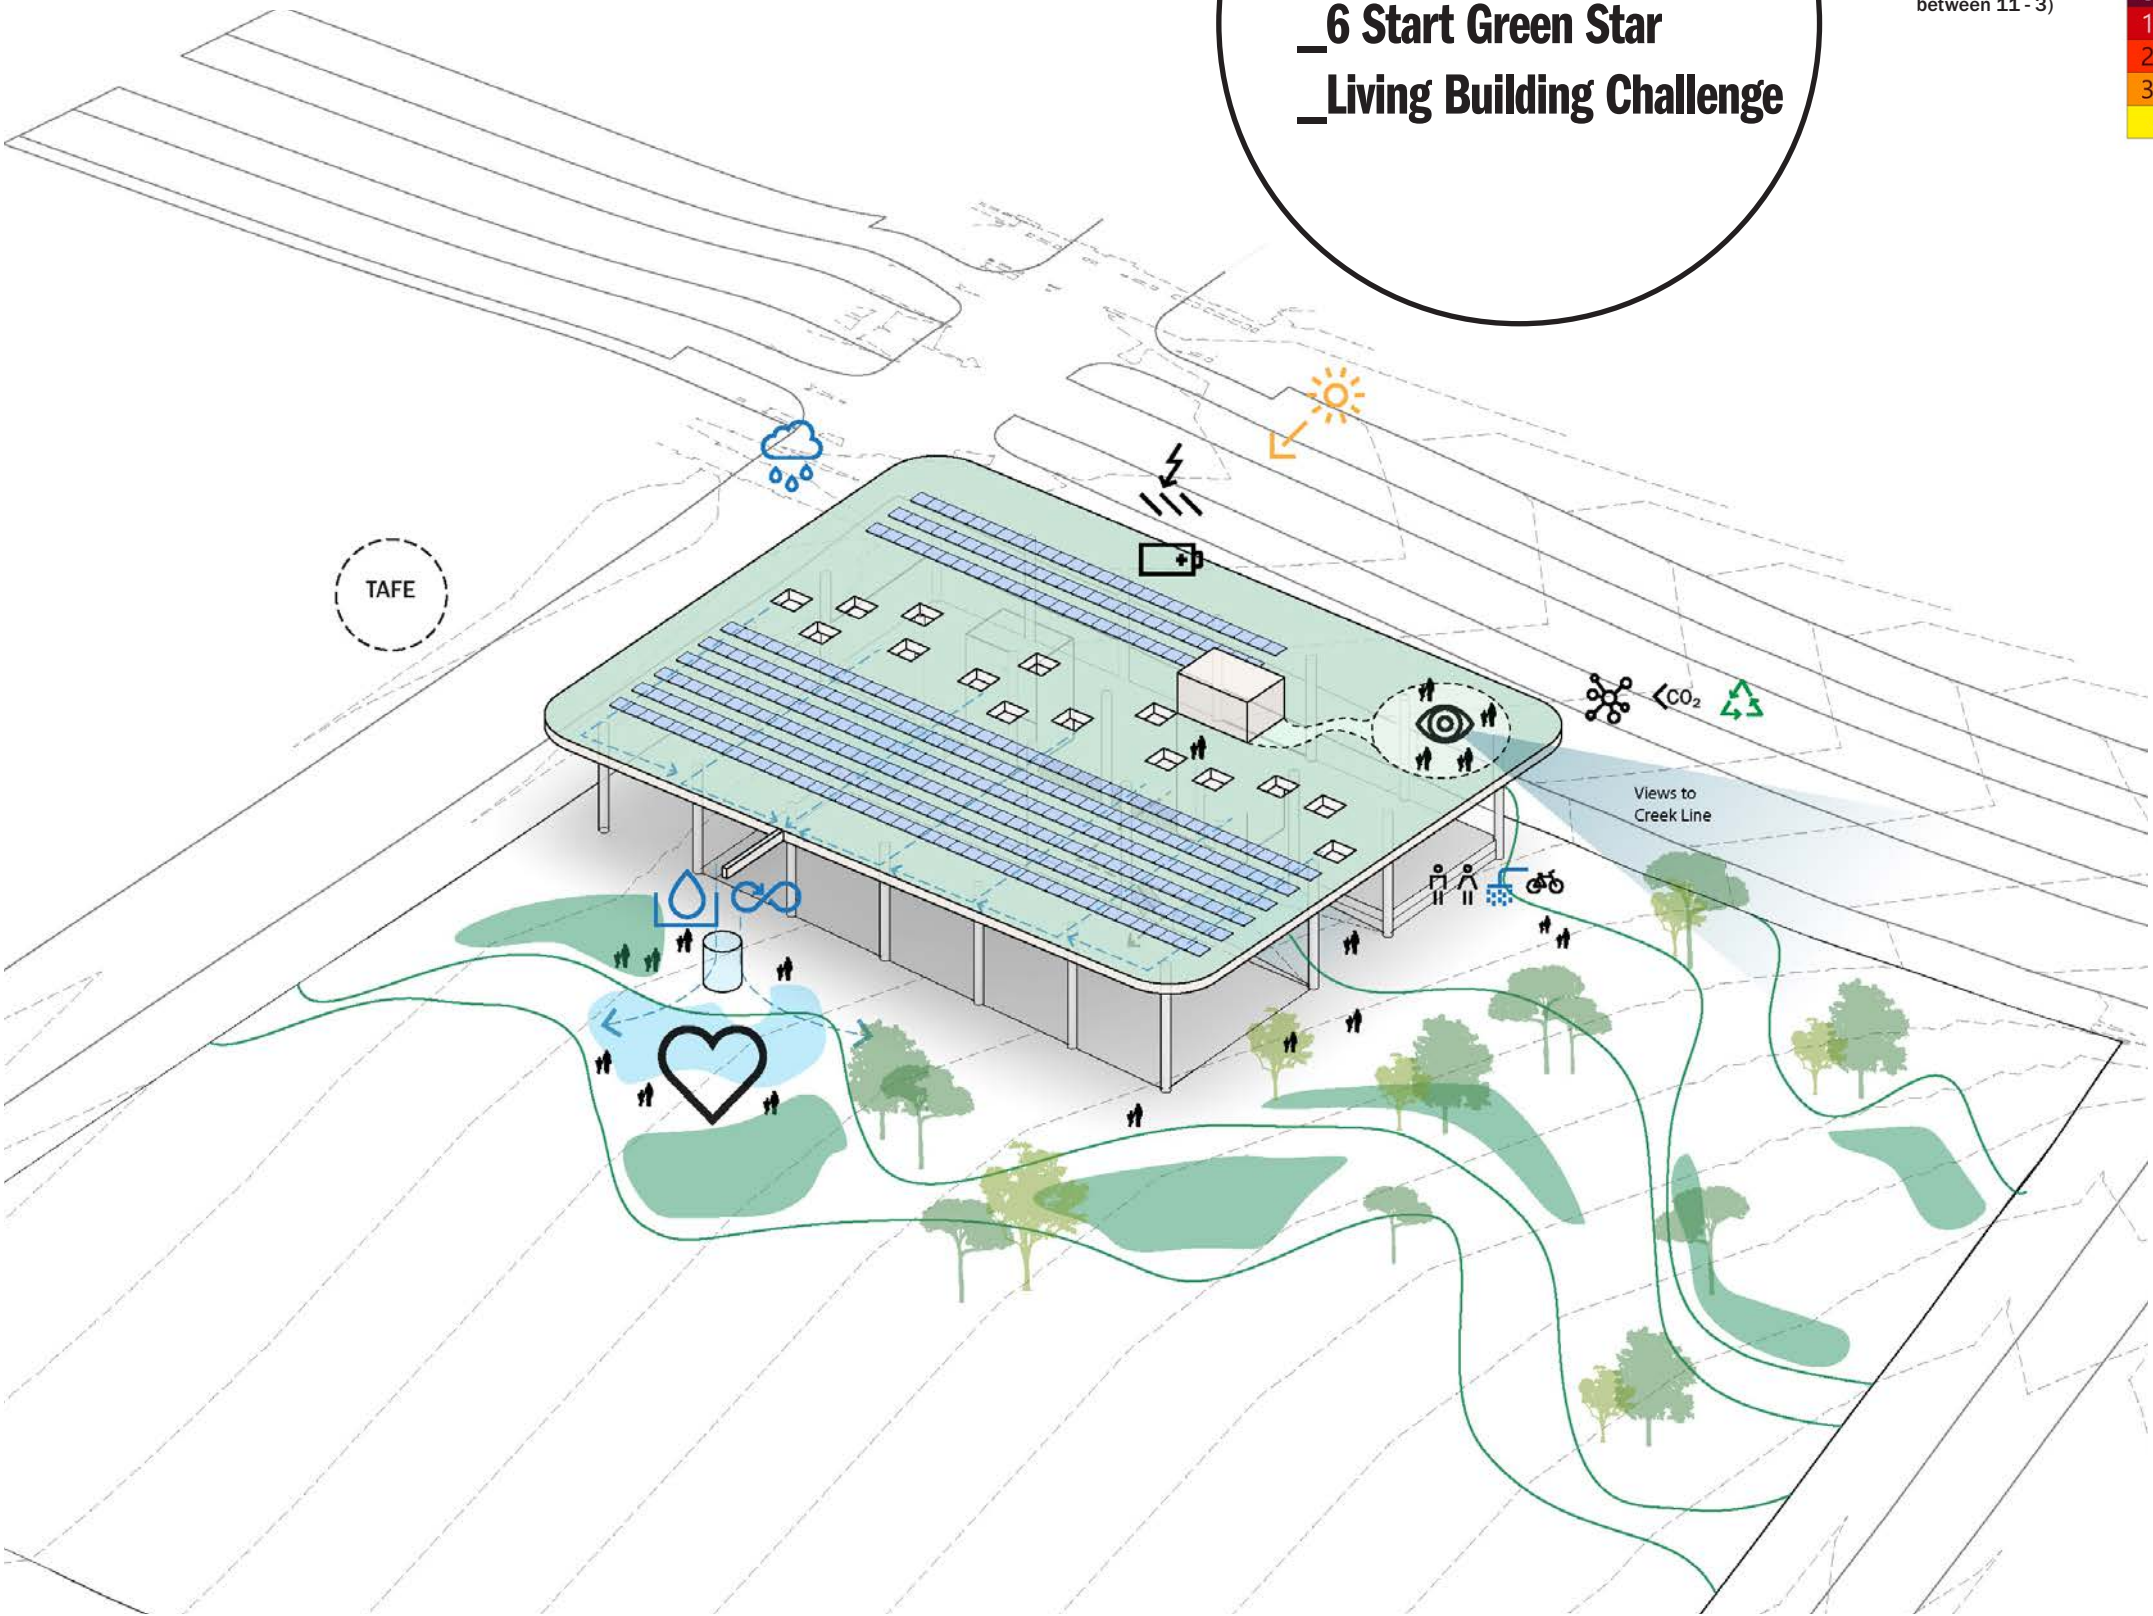 between 11 - 3)
_6 Start Green Star
_Living Building Challenge
1
2
3
TAFE
CO₂
Views to
Creek Line